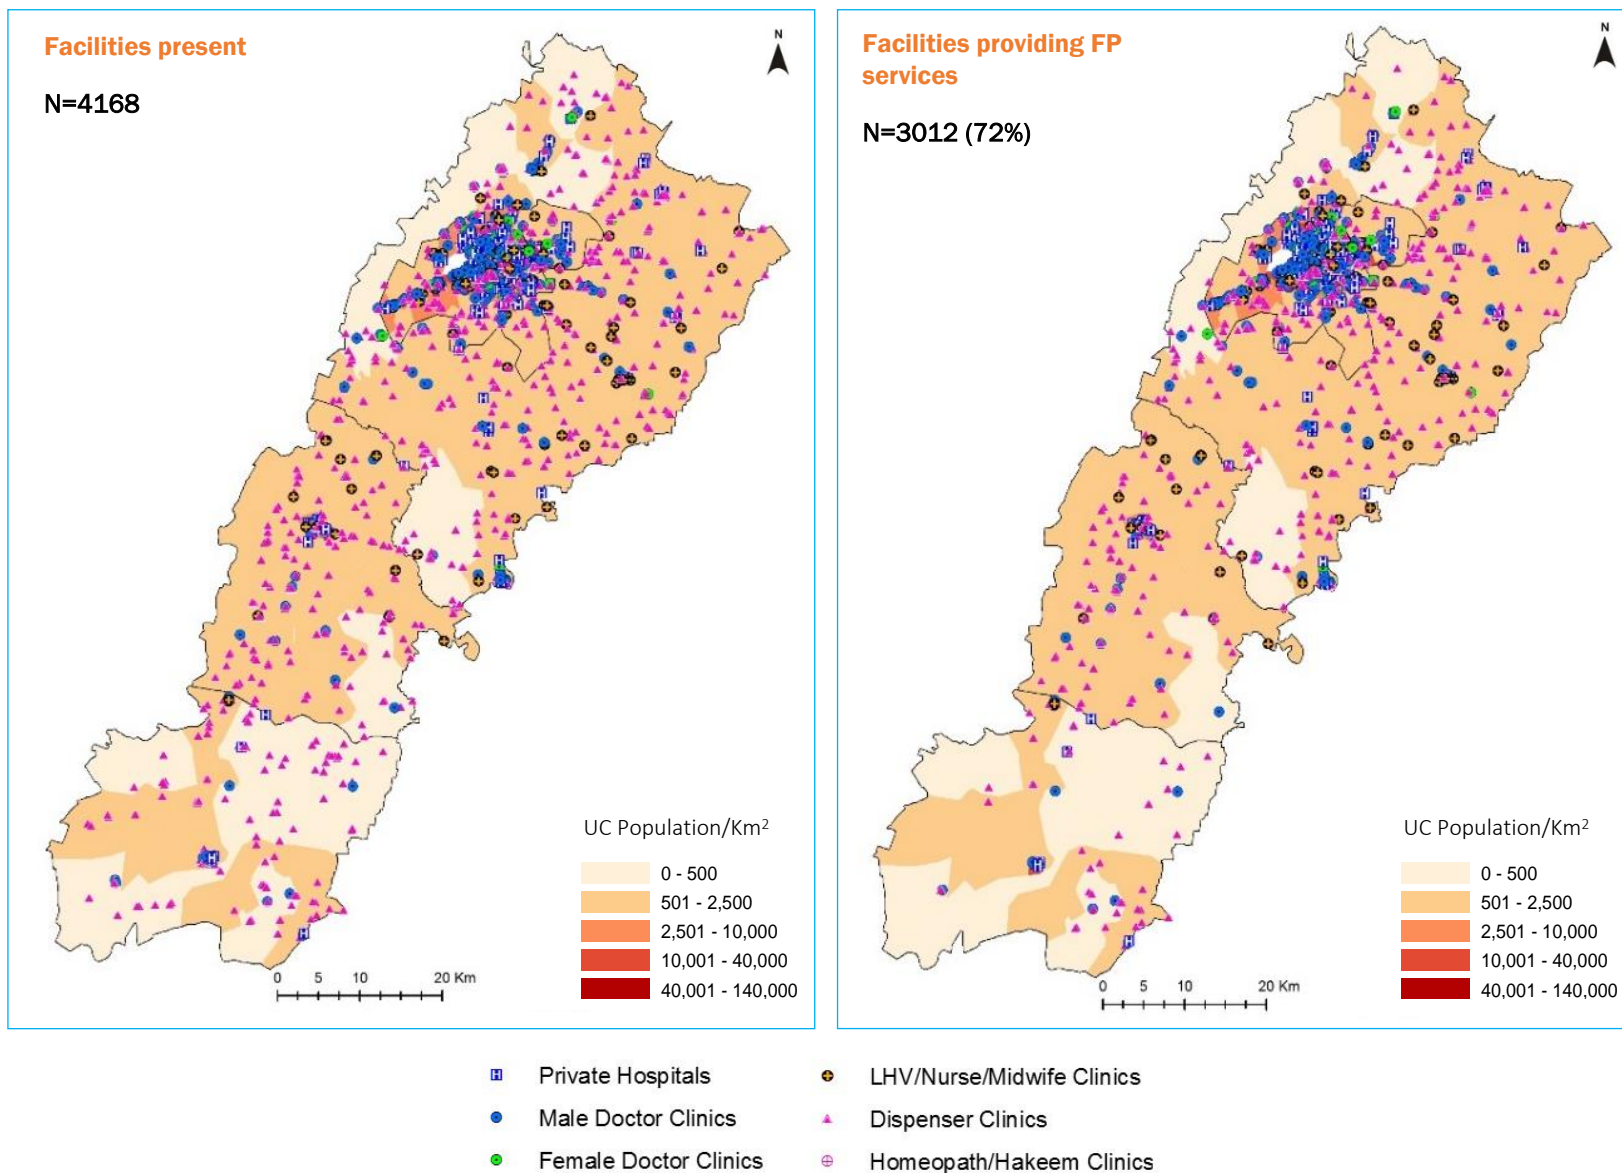 Facilities present
N=4168
N
UC Population/Km²
0 - 500
501 - 2,500
2,501 - 10,000
10,001 - 40,000
40,001 - 140,000
0 5 10 20 Km
Facilities providing FP
services
N=3012 (72%)
N
UC Population/Km²
0 - 500
501 - 2,500
2,501 - 10,000
10,001 - 40,000
40,001 - 140,000
0 5 10 20 Km
Private Hospitals
Male Doctor Clinics
Female Doctor Clinics
LHV/Nurse/Midwife Clinics
Dispenser Clinics
Homeopath/Hakeem Clinics